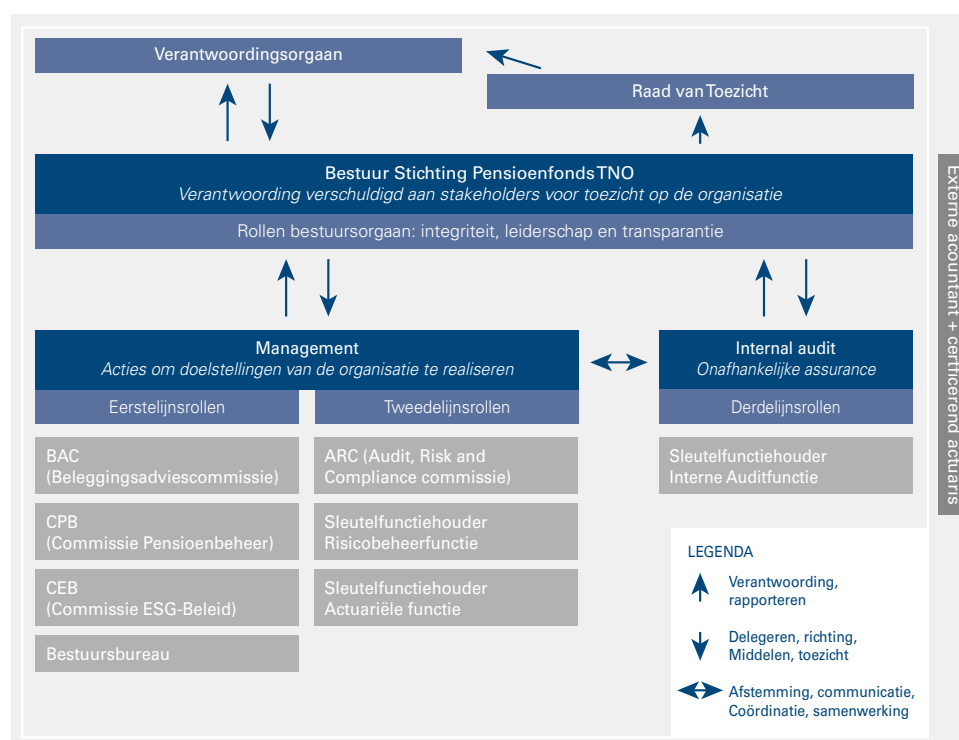 Verantwoordingsorgaan
Raad van Toezicht
Bestuur Stichting Pensioenfonds TNO
Verantwoording verschuldigd aan stakeholders voor toezicht op de organisatie
Rollen bestuursorgaan: integriteit, leiderschap en transparantie
Management
Acties om doelstellingen van de organisatie te realiseren
Eerstelijnsrollen
Tweedelijnsrollen
Internal audit
Onafhankelijke assurance
Derdelijnsrollen
BAC
(Beleggingsadviescommissie)
CPB
(Commissie Pensioenbeheer)
CEB
(Commissie ESG-Beleid)
Bestuursbureau
ARC (Audit, Risk and
Compliance commissie)
Sleutelfunctiehouder
Risicobeheerfunctie
Sleutelfunctiehouder
Actuariële functie
Sleutelfunctiehouder
Interne Auditfunctie
LEGENDA
Verantwoording,
rapporteren
Delegeren, richting,
Middelen, toezicht
Afstemming, communicatie,
Coördinatie, samenwerking
Externe acountant + certficerend actuaris